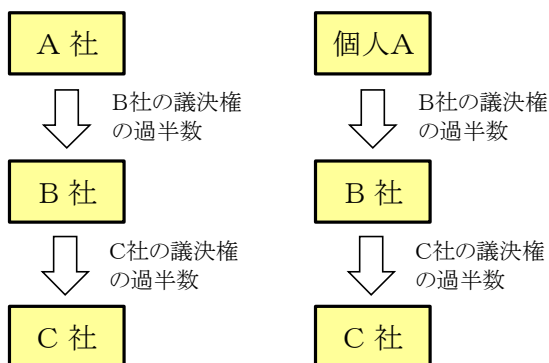 A 社
B社の議決権
の過半数
B 社
C社の議決権
の過半数
C 社
個人A
B社の議決権
の過半数
B 社
C社の議決権
の過半数
C 社